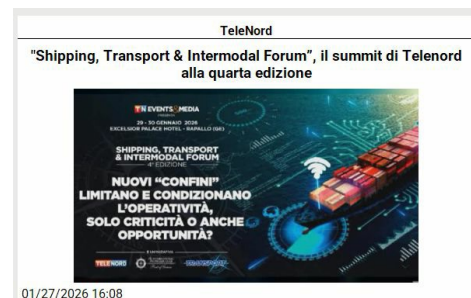 TeleNord
"Shipping, Transport & Intermodal Forum", il summit di Telenord
alla quarta edizione
TN EVENTS&MEDIA
29 - 30 GENNAIO 2026
EXCELSIOR PALACE HOTEL - RAPALLO (GE)
SHIPPING, TRANSPORT
& INTERMODAL FORUM
4ª EDIZIONE
NUOVI “CONFINI”
LIMITANO E CONDIZIONANO
L'OPERATIVITÀ,
SOLO CRITICITÀ O ANCHE
OPPORTUNITÀ?
TELENORD
TRANSPORT
01/27/2026 16:08